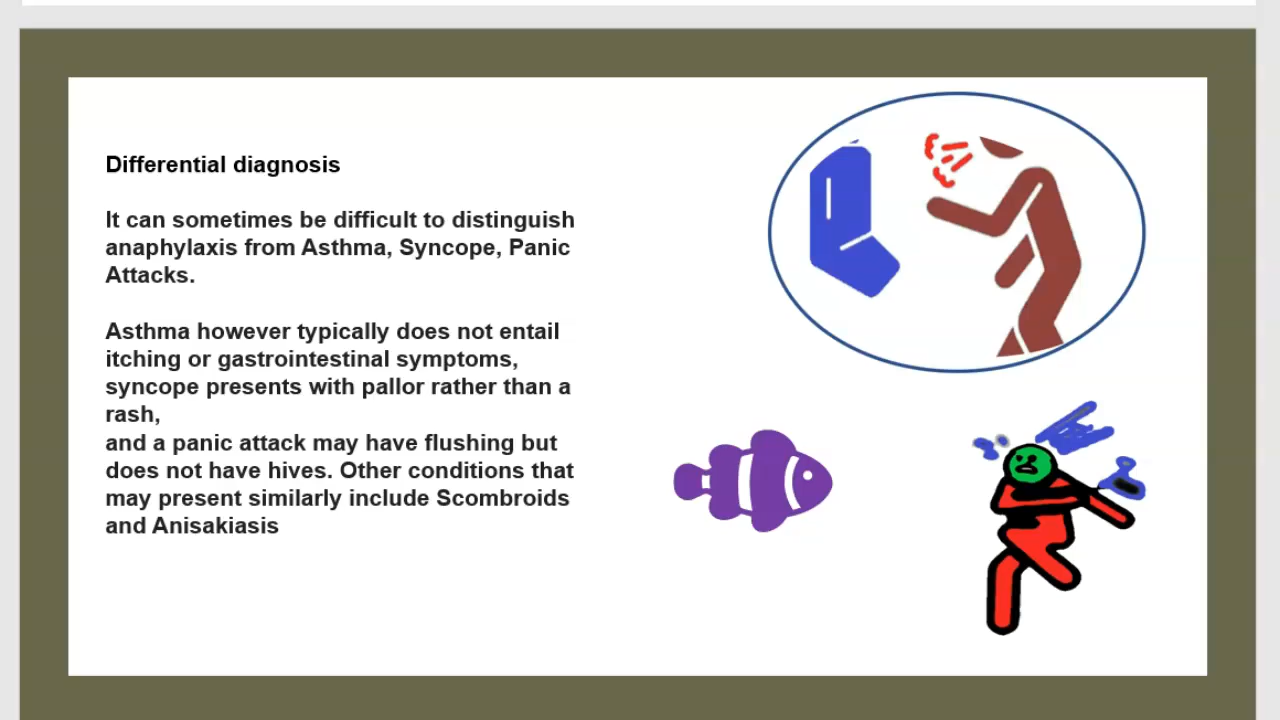 Differential diagnosis
It can sometimes be difficult to distinguish
anaphylaxis from Asthma, Syncope, Panic
Attacks.
Asthma however typically does not entail
itching or gastrointestinal symptoms,
syncope presents with pallor rather than a
rash,
and a panic attack may have flushing but
does not have hives. Other conditions that
may present similarly include Scombroids
and Anisakiasis